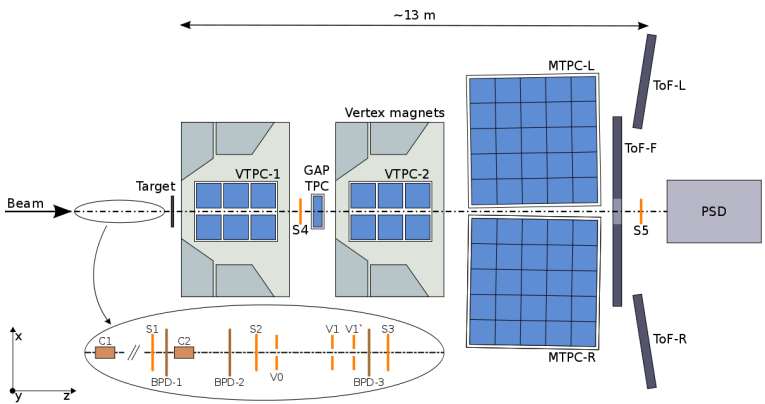 ~13 m
MTPC-L
ToF-L
Vertex magnets
ToF-F
GAP
TPC
VTPC-1
VTPC-2
Target
Beam
S4
S5
PSD
S1
S2
V1
V1`
S3
C1
C2
BPD-1
BPD-2
V0
BPD-3
MTPC-R
ToF-R
x
y
z